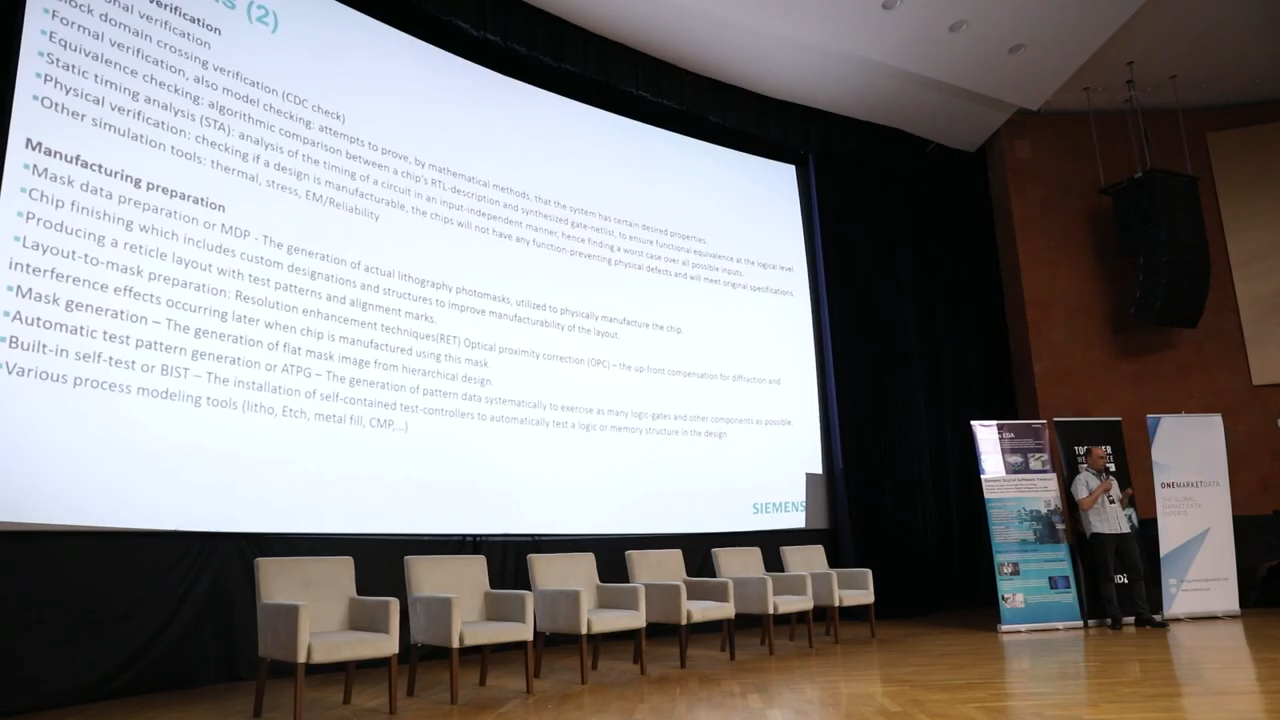 (2)
verification
verification
clock domain crossing verification (CDC check)
▪Formal verification, also model checking: attempts to prove, by mathematical methods, that the system has certain desired properties.
▪Equivalence checking: algorithmic comparison between a chip's RTL-description and synthesized gate-netlist, to ensure functional equivalence at the logical level.
▪Static timing analysis (STA): analysis of the timing of a circuit in an input-independent manner, hence finding a worst case over all possible inputs.
▪Physical verification: checking if a design is manufacturable, the chips will not have any function-preventing physical defects and will meet original specifications.
▪Other simulation tools: thermal, stress, EM/Reliability
Manufacturing preparation
▪Mask data preparation or MDP - The generation of actual lithography photomasks, utilized to physically manufacture the chip.
▪Chip finishing which includes custom designations and structures to improve manufacturability of the layout.
▪Producing a reticle layout with test patterns and alignment marks.
▪Layout-to-mask preparation: Resolution enhancement techniques(RET) Optical proximity correction (OPC) – the up-front compensation for diffraction and
interference effects occurring later when chip is manufactured using this mask.
▪Mask generation – The generation of flat mask image from hierarchical design.
▪Automatic test pattern generation or ATPG – The generation of pattern data systematically to exercise as many logic-gates and other components as possible.
▪Built-in self-test or BIST – The installation of self-contained test-controllers to automatically test a logic or memory structure in the design
▪Various process modeling tools (litho, Etch, metal fill, CMP,...)
SIEMENS
EDA
ONEMARKETDATA
THE GLOBAL
MARKET DATA
EXPERTS